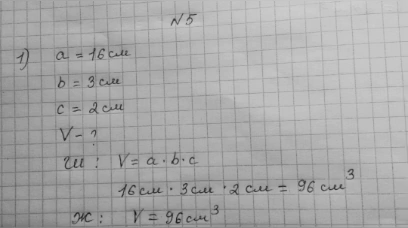 №5
1) a = 16 см
b = 3 см
c = 2 см
V - ?
Ш: V = a · b · c
16 см · 3 см · 2 см = 96 см³
Ж: V = 96 см³